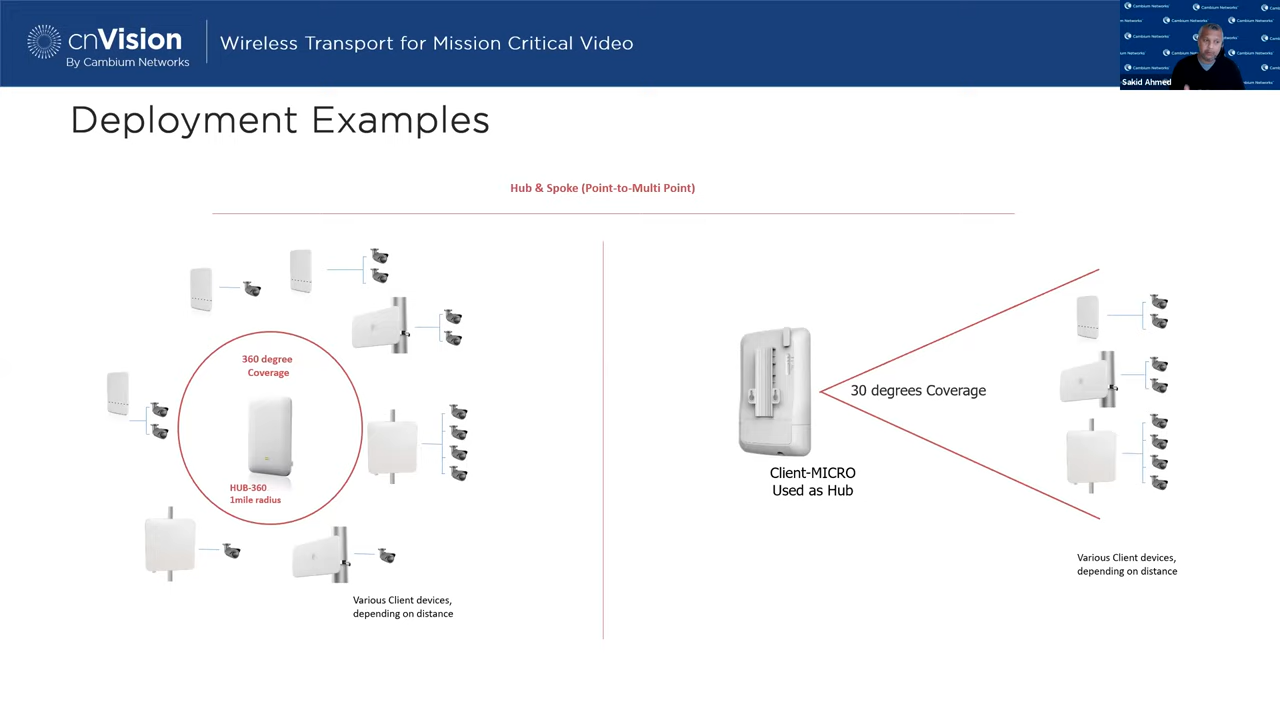 cnVision
By Cambium Networks
Wireless Transport for Mission Critical Video
Cambium Networks
Sakid Ahmed
Deployment Examples
Hub & Spoke (Point-to-Multi Point)
360 degree
Coverage
HUB-360
1mile radius
Various Client devices,
depending on distance
30 degrees Coverage
Client-MICRO
Used as Hub
Various Client devices,
depending on distance